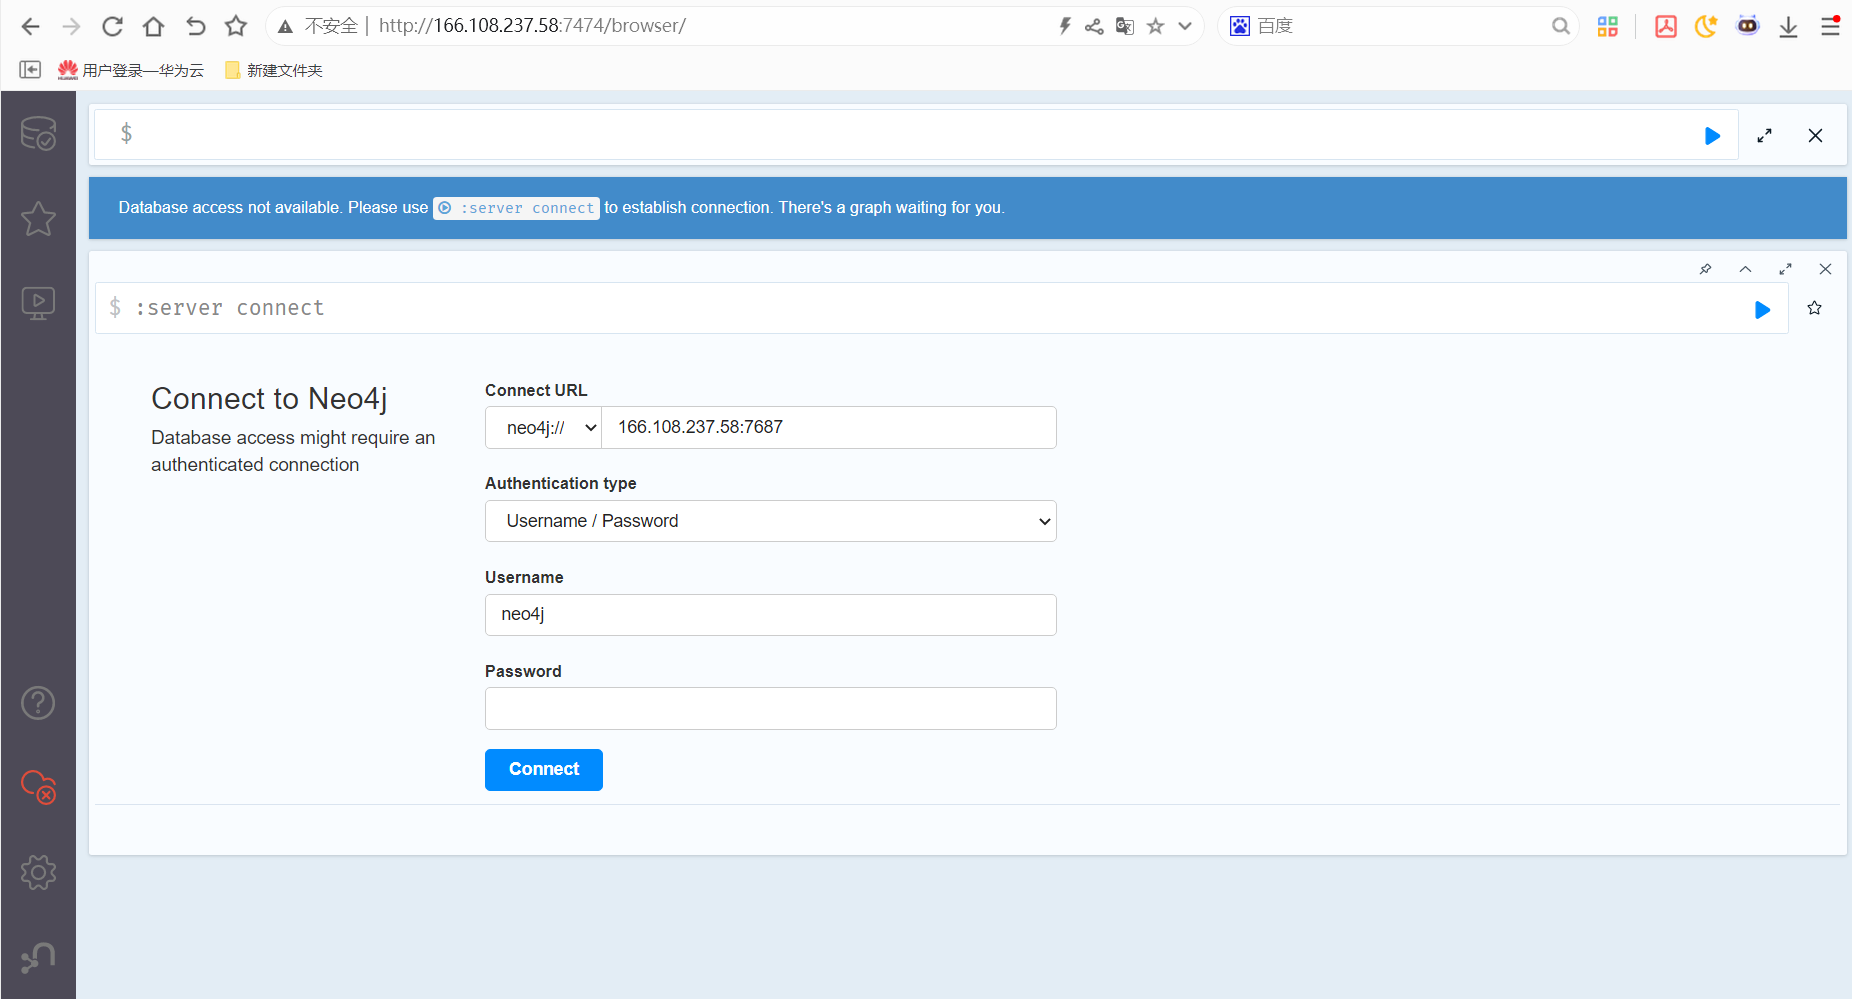 不安全 | http://166.108.237.58:7474/browser/
百度
用户登录—华为云
新建文件夹
$
Database access not available. Please use :server connect to establish connection. There's a graph waiting for you.
$ :server connect
Connect to Neo4j
Database access might require an
authenticated connection
Connect URL
neo4j://
166.108.237.58:7687
Authentication type
Username / Password
Username
neo4j
Password
Connect